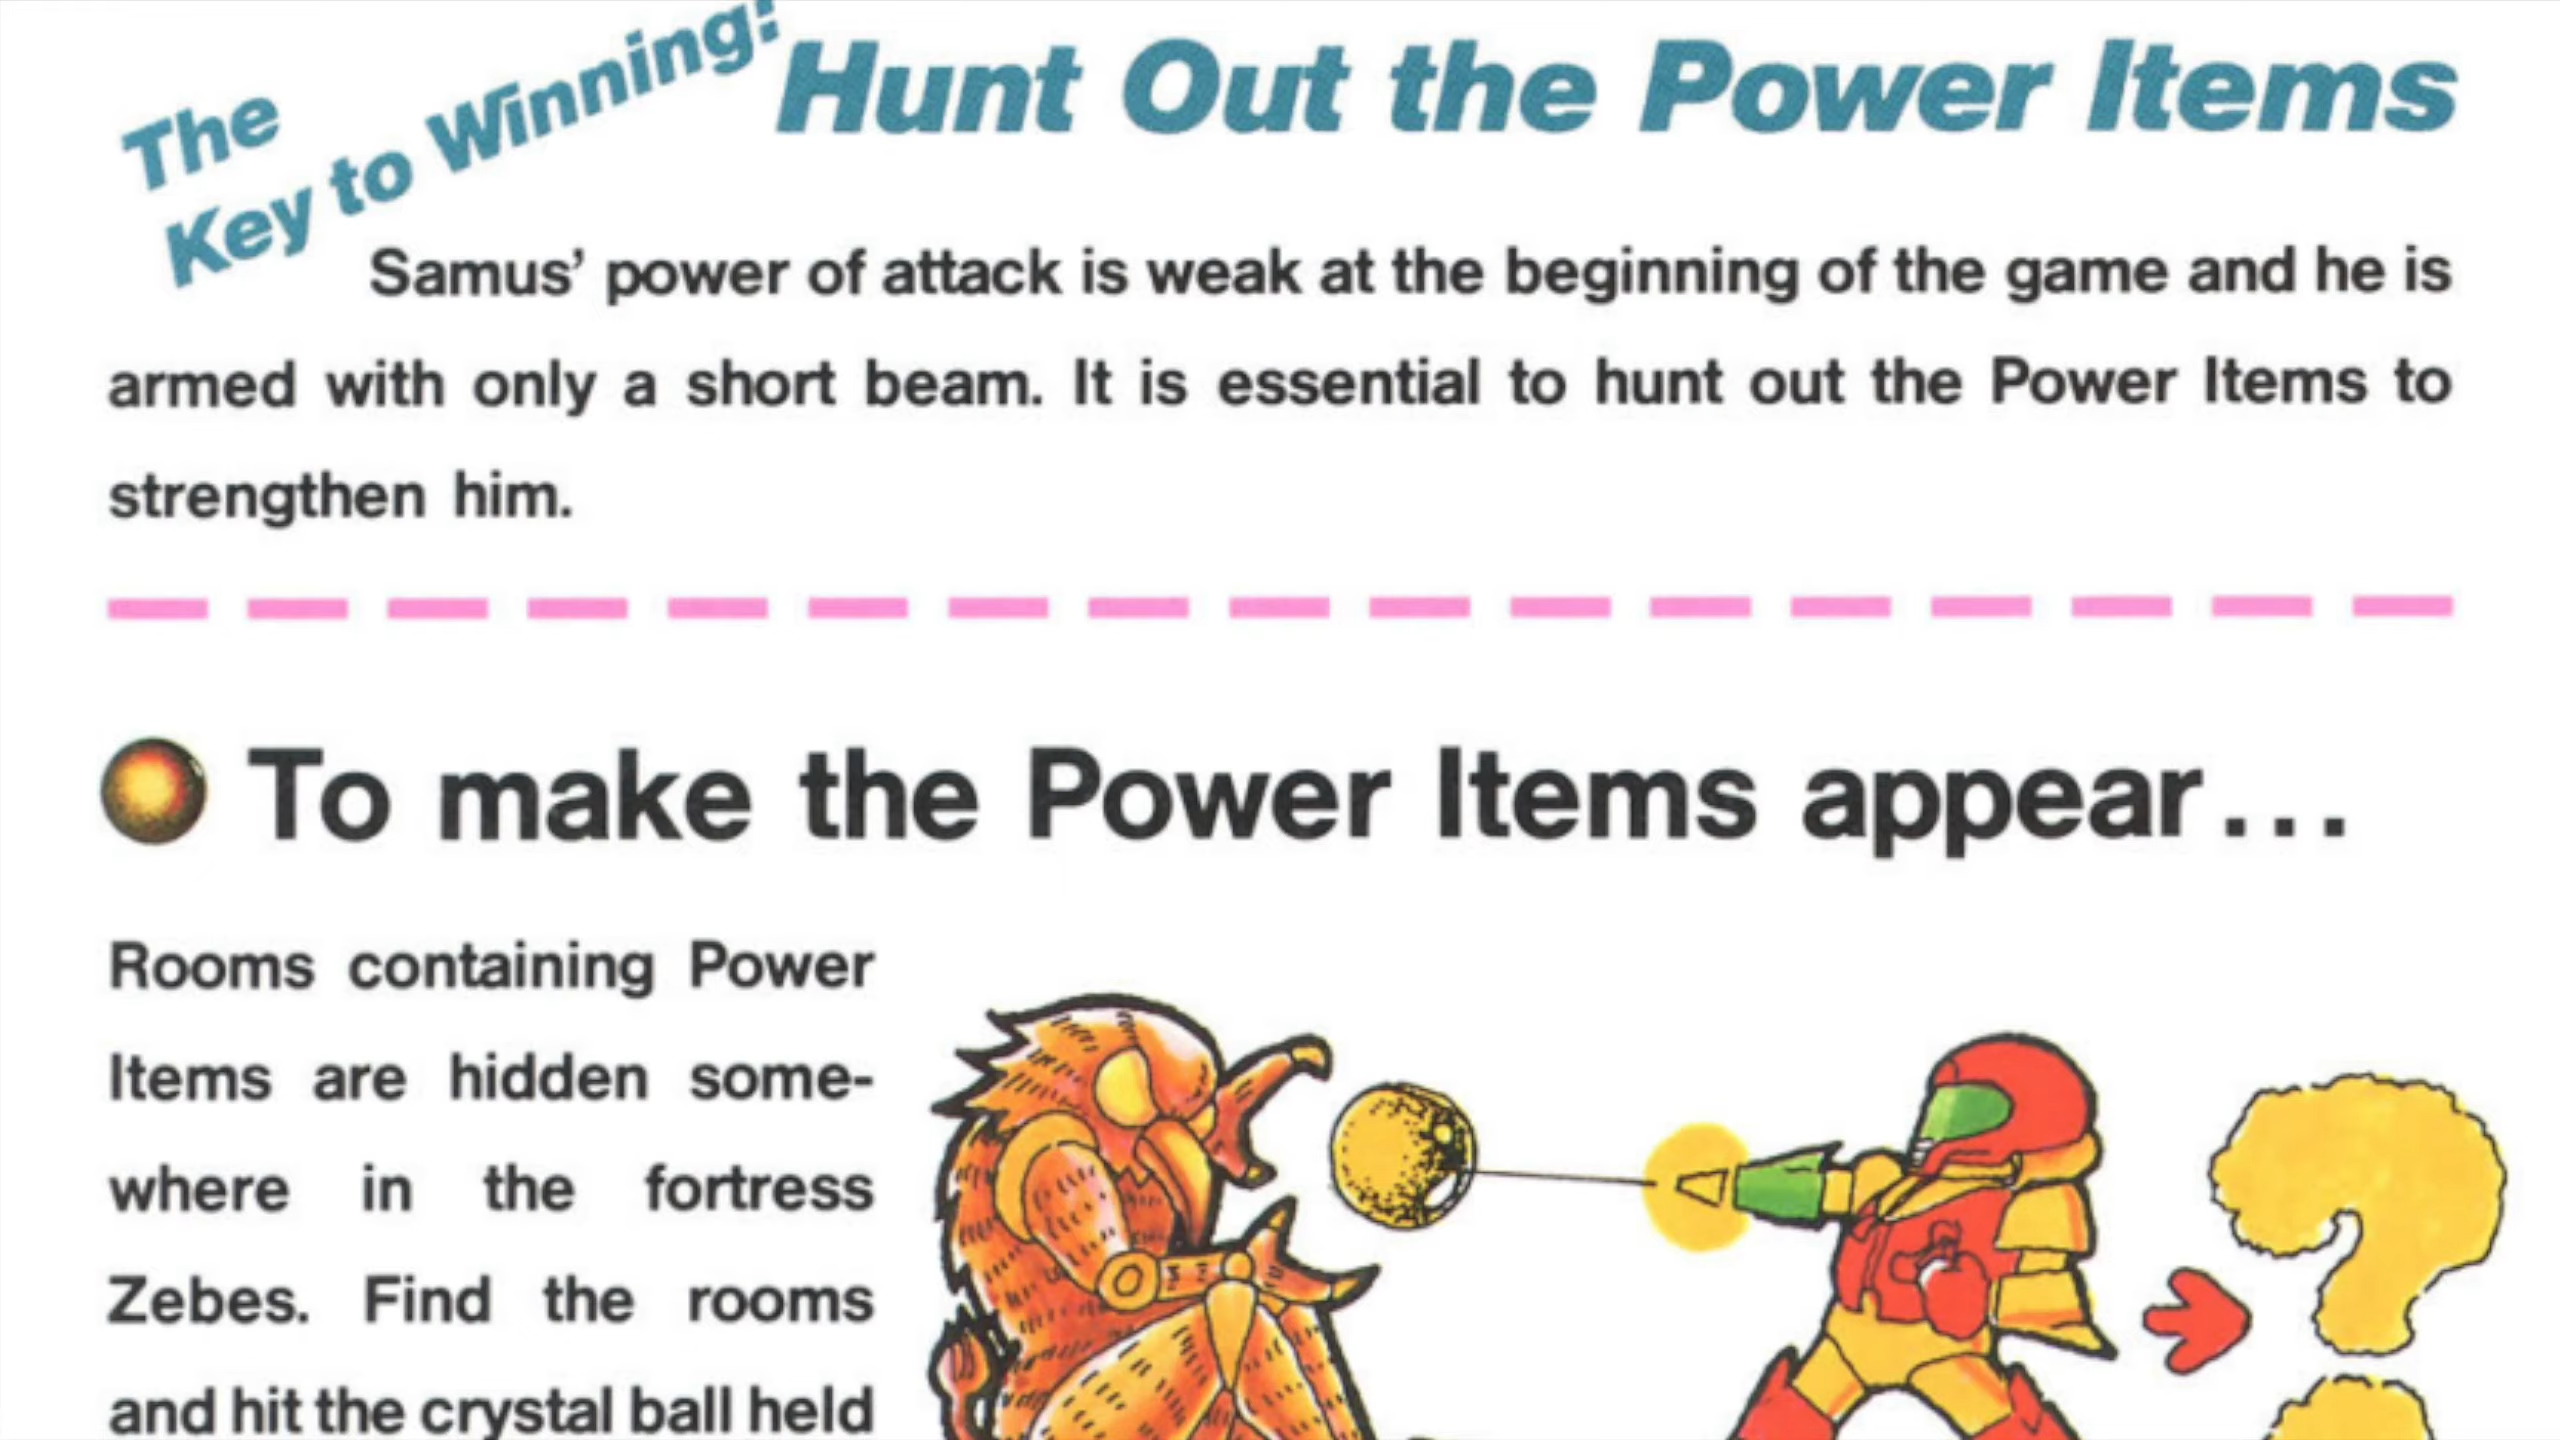 The
Key to Winning: Hunt Out the Power Items
Samus’ power of attack is weak at the beginning of the game and he is
armed with only a short beam. It is essential to hunt out the Power Items to
strengthen him.
To make the Power Items appear...
Rooms containing Power
Items are hidden some-
where in the fortress
Zebes. Find the rooms
and hit the crystal ball held
?